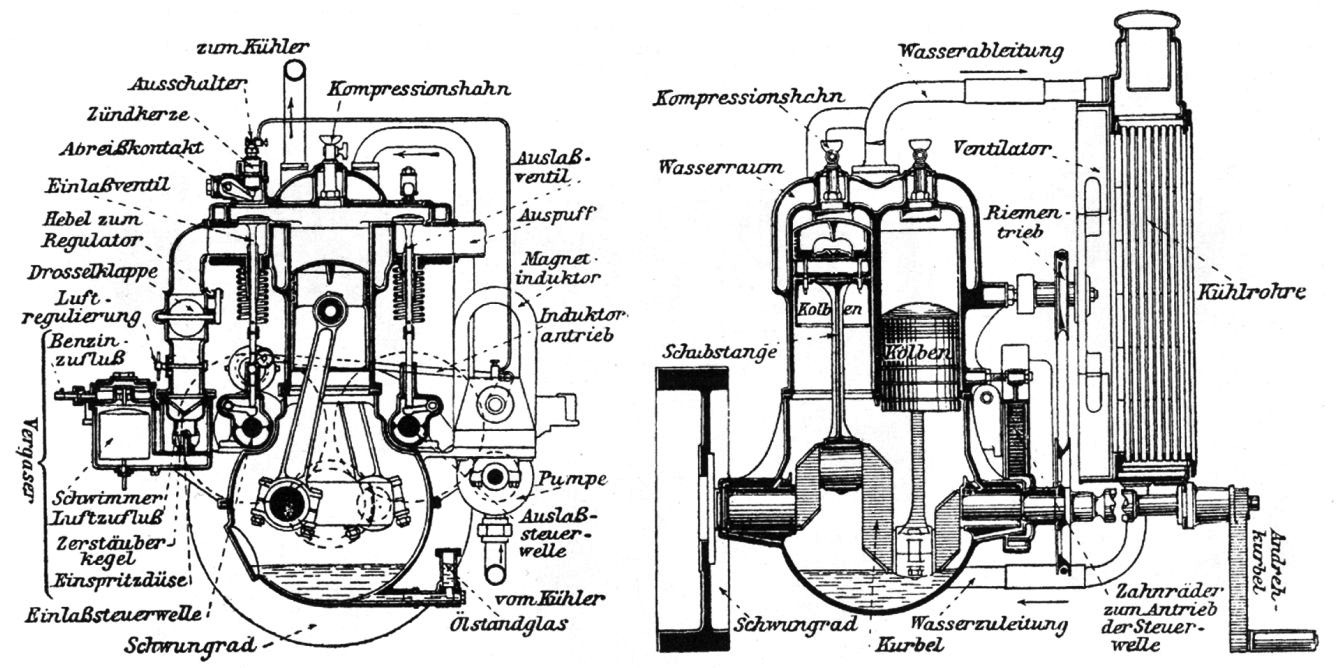 zum Kühler
Ausschalter
Kompressionshahn
Zündkerze
Abreißkontakt
Einlaßventil
Hebel zum
Regulator
Drosselklappe
Luft-
regulierung
Benzin-
zufluß
Vergaser
Schwimmer
Luftzufluß
Zerstäuber-
kegel
Einspritzdüse
Einlaßsteuerwelle
Schwungrad
Auslaß-
ventil
Auspuff
Magnet-
induktor
Induktor-
antrieb
Pumpe
Auslaß-
steuer-
welle
vom Kühler
Ölstandglas
Wasserableitung
Kompressionshahn
Wasserraum
Ventilator
Riemen-
trieb
Kühlrohre
Kolben
Kolben
Schubstange
Schwungrad
Kurbel
Wasserzuleitung
Zahnräder
zum Antrieb
der Steuer-
welle
Andreh-
kurbel